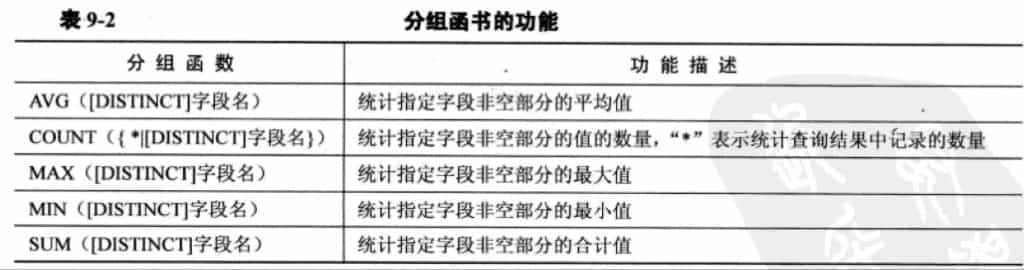 表 9-2 分组函书的功能
分 组 函 数 功 能 描 述
AVG（[DISTINCT]字段名） 统计指定字段非空部分的平均值
COUNT（{ *|[DISTINCT]字段名}） 统计指定字段非空部分的值的数量，“*”表示统计查询结果中记录的数量
MAX（[DISTINCT]字段名） 统计指定字段非空部分的最大值
MIN（[DISTINCT]字段名） 统计指定字段非空部分的最小值
SUM（[DISTINCT]字段名） 统计指定字段非空部分的合计值